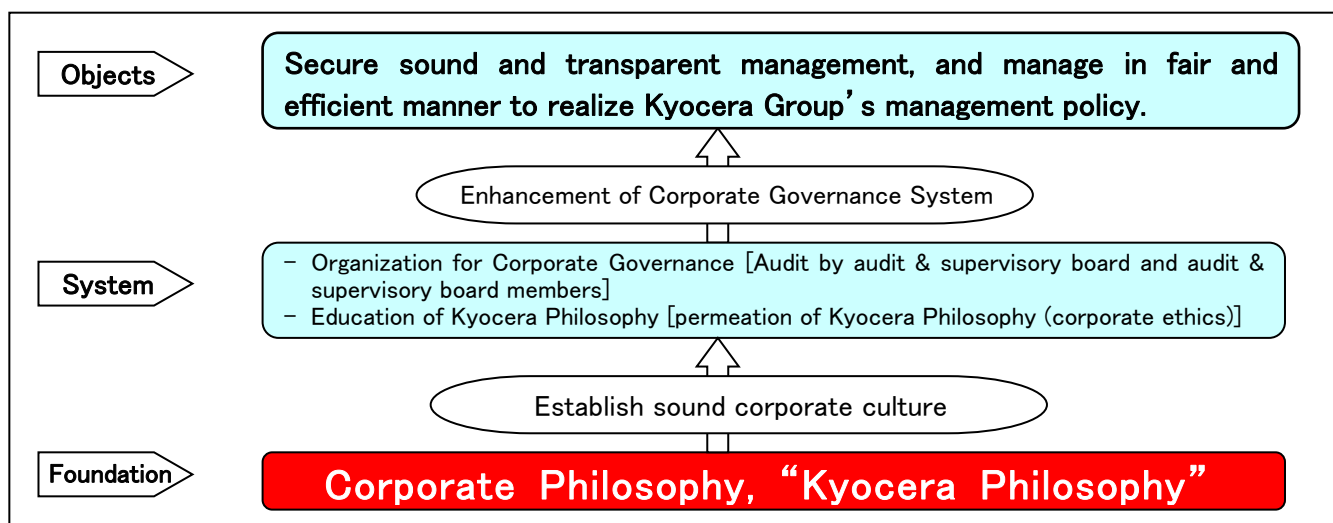 Objects
Secure sound and transparent management, and manage in fair and
efficient manner to realize Kyocera Group’s management policy.
Enhancement of Corporate Governance System
System
- Organization for Corporate Governance [Audit by audit & supervisory board and audit &
supervisory board members]
- Education of Kyocera Philosophy [permeation of Kyocera Philosophy (corporate ethics)]
Establish sound corporate culture
Foundation
Corporate Philosophy, “Kyocera Philosophy”